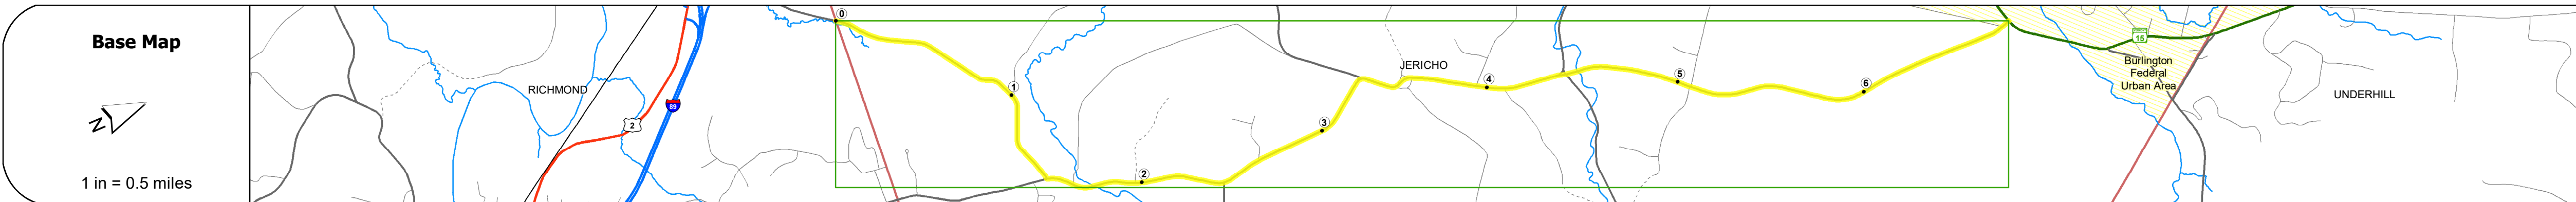 Base Map
N
1 in = 0.5 miles
RICHMOND
2
89
0
1
2
3
JERICHO
4
5
6
15
Burlington
Federal
Urban Area
UNDERHILL